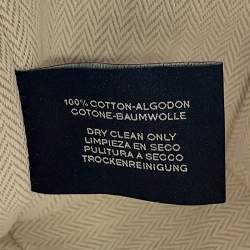 100% COTTON-ALGODON
COTONE-BAUMWOLLE
DRY CLEAN ONLY
LIMPIEZA EN SECO
PULITURA A SECCO
TROCKENREINIGUNG